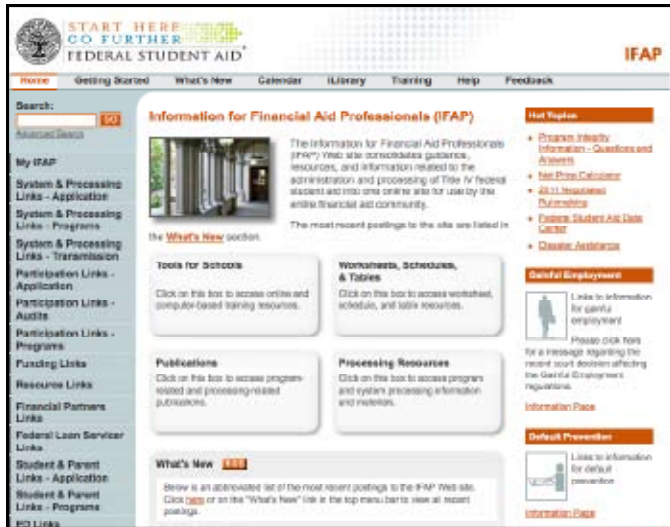 START HERE
GO FURTHER
FEDERAL STUDENT AID
IFAP
Home Getting Started What's New Calendar iLibrary Training Help Feedback
Search:
GO
Advanced Search
My IFAP
System & Processing
Links - Application
System & Processing
Links - Programs
System & Processing
Links - Transmission
Participation Links -
Application
Participation Links -
Audits
Participation Links -
Programs
Funding Links
Resource Links
Financial Partners
Links
Federal Loan Servicer
Links
Student & Parent
Links - Application
Student & Parent
Links - Programs
ED Links
Information for Financial Aid Professionals (IFAP)
The Information for Financial Aid Professionals
(IFAP) Web site consolidates guidance,
resources, and information related to the
administration and processing of Title IV federal
student aid into one online site for use by the
entire financial aid community.
The most recent postings to the site are listed in
the What's New section.
Tools for Schools
Click on this box to access online and
computer-based training resources.
Worksheets, Schedules,
& Tables
Click on this box to access worksheet,
schedule, and table resources.
Publications
Click on this box to access program-
related and processing-related
publications.
Processing Resources
Click on this box to access program
and system processing information
and materials.
What's New
Below is an abbreviated list of the most recent postings to the IFAP Web site.
Click here or on the "What's New" link in the top menu bar to view all recent
postings.
Hot Topics
Program Integrity
Information - Questions and
Answers
Net Price Calculator
2011 Negotiated
Rulemaking
Federal Student Aid Data
Center
Disaster Assistance
Gainful Employment
Links to information
for gainful
employment
Please click here
for a message regarding the
recent court decision affecting
the Gainful Employment
regulations.
Information Page
Default Prevention
Links to information
for default
prevention
Information Page